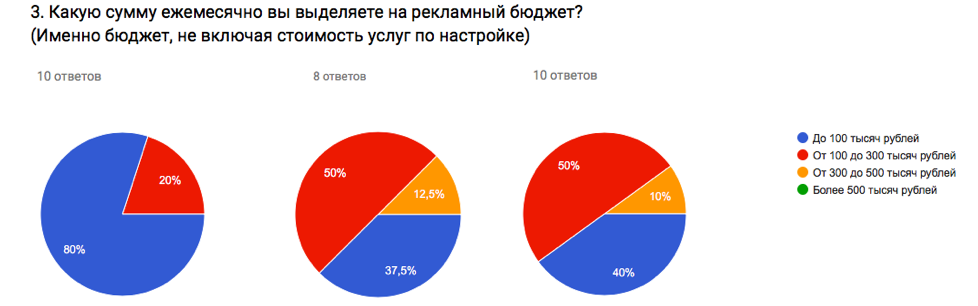 3. Какую сумму ежемесячно вы выделяете на рекламный бюджет?
(Именно бюджет, не включая стоимость услуг по настройке)
10 ответов
8 ответов
10 ответов
20%
80%
50%
12,5%
37,5%
50%
10%
40%
До 100 тысяч рублей
От 100 до 300 тысяч рублей
От 300 до 500 тысяч рублей
Более 500 тысяч рублей